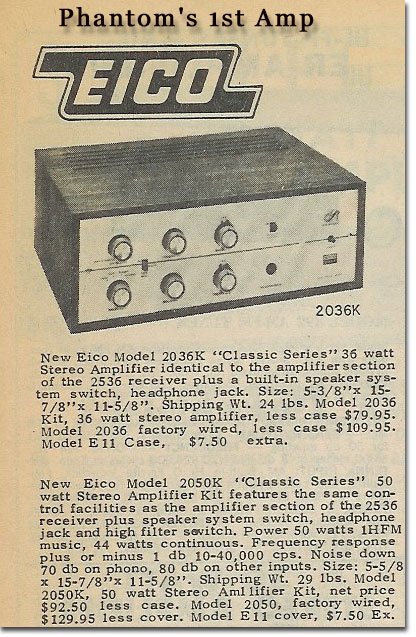 Phantom's 1st Amp
EICO
2036K
New Eico Model 2036K "Classic Series" 36 watt
Stereo Amplifier identical to the amplifier section
of the 2536 receiver plus a built-in speaker sys-
tem switch, headphone jack. Size: 5-3/8"x 15-
7/8"x 11-5/8". Shipping Wt. 24 lbs. Model 2036
Kit, 36 watt stereo amplifier, less case $79.95.
Model 2036 factory wired, less case $109.95.
Model E11 Case, $7.50 extra.
New Eico Model 2050K "Classic Series" 50
watt Stereo Amplifier Kit features the same con-
trol facilities as the amplifier section of the 2536
receiver plus speaker system switch, headphone
jack and high filter switch. Power 50 watts IHFM
music, 44 watts continuous. Frequency response
plus or minus 1 db 10-40,000 cps. Noise down
70 db on phono, 80 db on other inputs. Size: 5-5/8
x 15-7/8"x 11-5/8". Shipping Wt. 29 lbs. Model
2050K, 50 watt Stereo Amlifier Kit, net price
$92.50 less case. Model 2050, factory wired,
$129.95 less cover. Model E11 cover, $7.50 Ex.